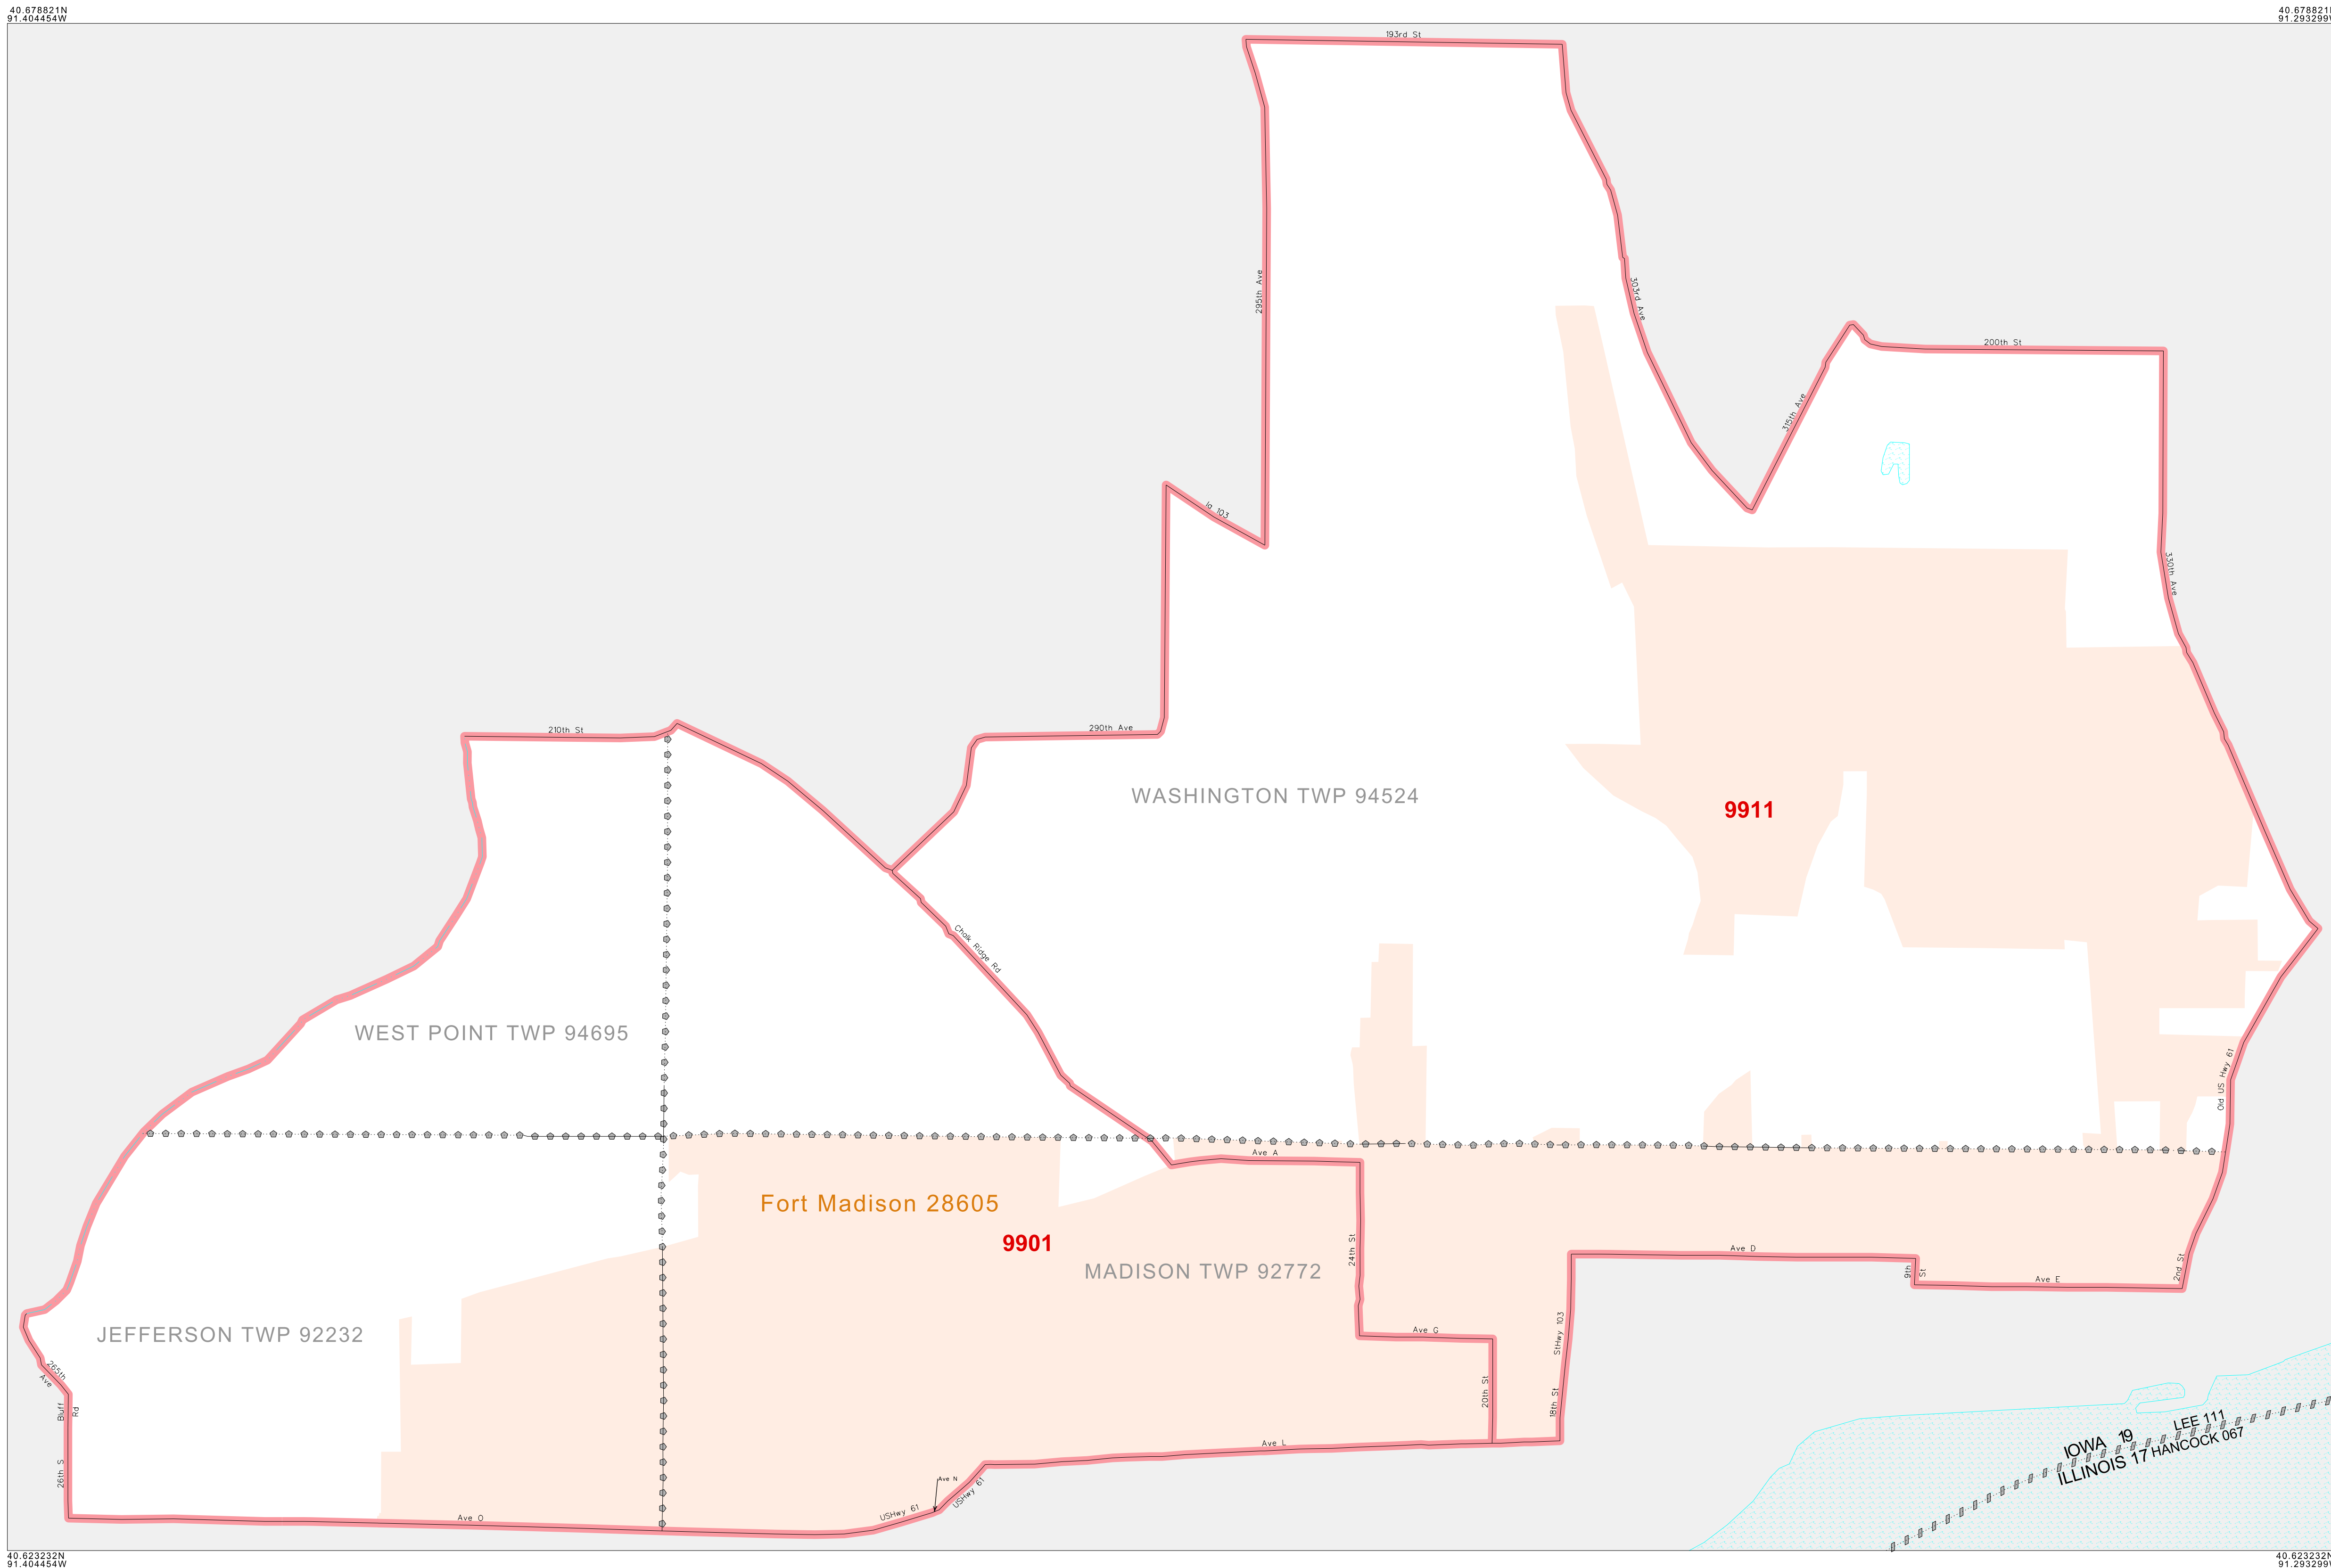 40.678821N
91.404454W
40.678821N
91.293299W
193rd St
295th Ave
303rd Ave
200th St
315th Ave
Ia 103
330th Ave
210th St
290th Ave
WASHINGTON TWP 94524
9911
Chalk Ridge Rd
WEST POINT TWP 94695
Old US Hwy 61
Ave A
Fort Madison 28605
9901
24th St
Ave D
MADISON TWP 92772
9th
St
Ave E
2nd St
JEFFERSON TWP 92232
Ave G
StHwy 103
265th
Ave
Bluff
Rd
26th S
20th St
18th St
Ave L
Ave N
USHwy 61
USHwy 61
Ave O
LEE 111
IOWA 19
HANCOCK 067
ILLINOIS 17
40.623232N
91.404454W
40.623232N
91.293299W